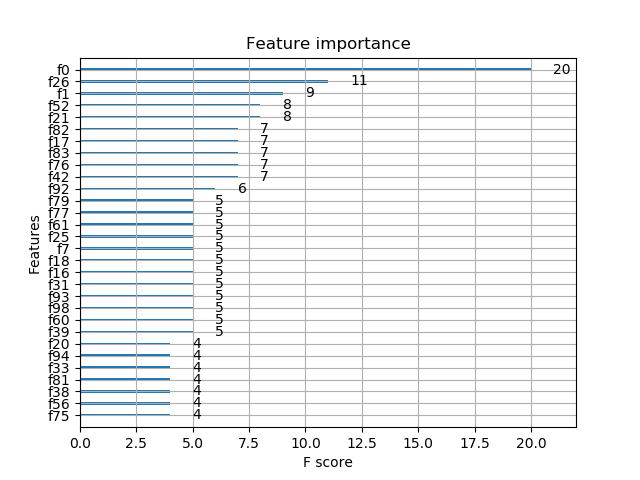 Feature importance
f0 20
f26 11
f1 9
f52 8
f21 8
f82 7
f17 7
f83 7
f76 7
f42 7
f92 6
f79 5
f77 5
f61 5
f25 5
f7 5
f18 5
f16 5
f31 5
f93 5
f98 5
f60 5
f39 5
f20 4
f94 4
f33 4
f81 4
f38 4
f56 4
f75 4
Features
0.0 2.5 5.0 7.5 10.0 12.5 15.0 17.5 20.0
F score